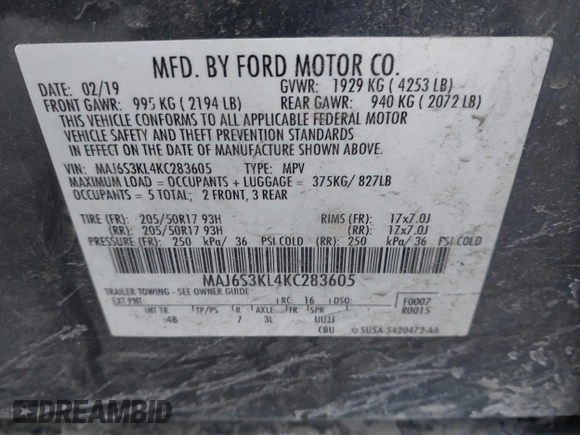 MFD. BY FORD MOTOR CO.
DATE: 02/19 GVWR: 1929 KG ( 4253 LB)
FRONT GAWR: 995 KG ( 2194 LB) REAR GAWR: 940 KG ( 2072 LB)
THIS VEHICLE CONFORMS TO ALL APPLICABLE FEDERAL MOTOR
VEHICLE SAFETY AND THEFT PREVENTION STANDARDS
IN EFFECT ON THE DATE OF MANUFACTURE SHOWN ABOVE.
VIN: MAJ6S3KL4KC283605 TYPE: MPV
MAXIMUM LOAD = OCCUPANTS + LUGGAGE = 375KG/ 827LB
OCCUPANTS = 5 TOTAL; 2 FRONT, 3 REAR
TIRE (FR): 205/50R17 93H RIMS (FR): 17x7.0J
(RR): 205/50R17 93H (RR): 17x7.0J
PRESSURE (FR): 250 kPa/ 36 PSI COLD (RR): 250 kPa/ 36 PSI COLD
MAJ6S3KL4KC283605
TRAILER TOWING - SEE OWNER GUIDE
EXT PNT: RC: 16 DSO: F0007
INT TR TP/PS R AXLE TR SPR R0015
4B 7 3L UUJJ
CBU 5U5A-5420472-AA
DREAMBID